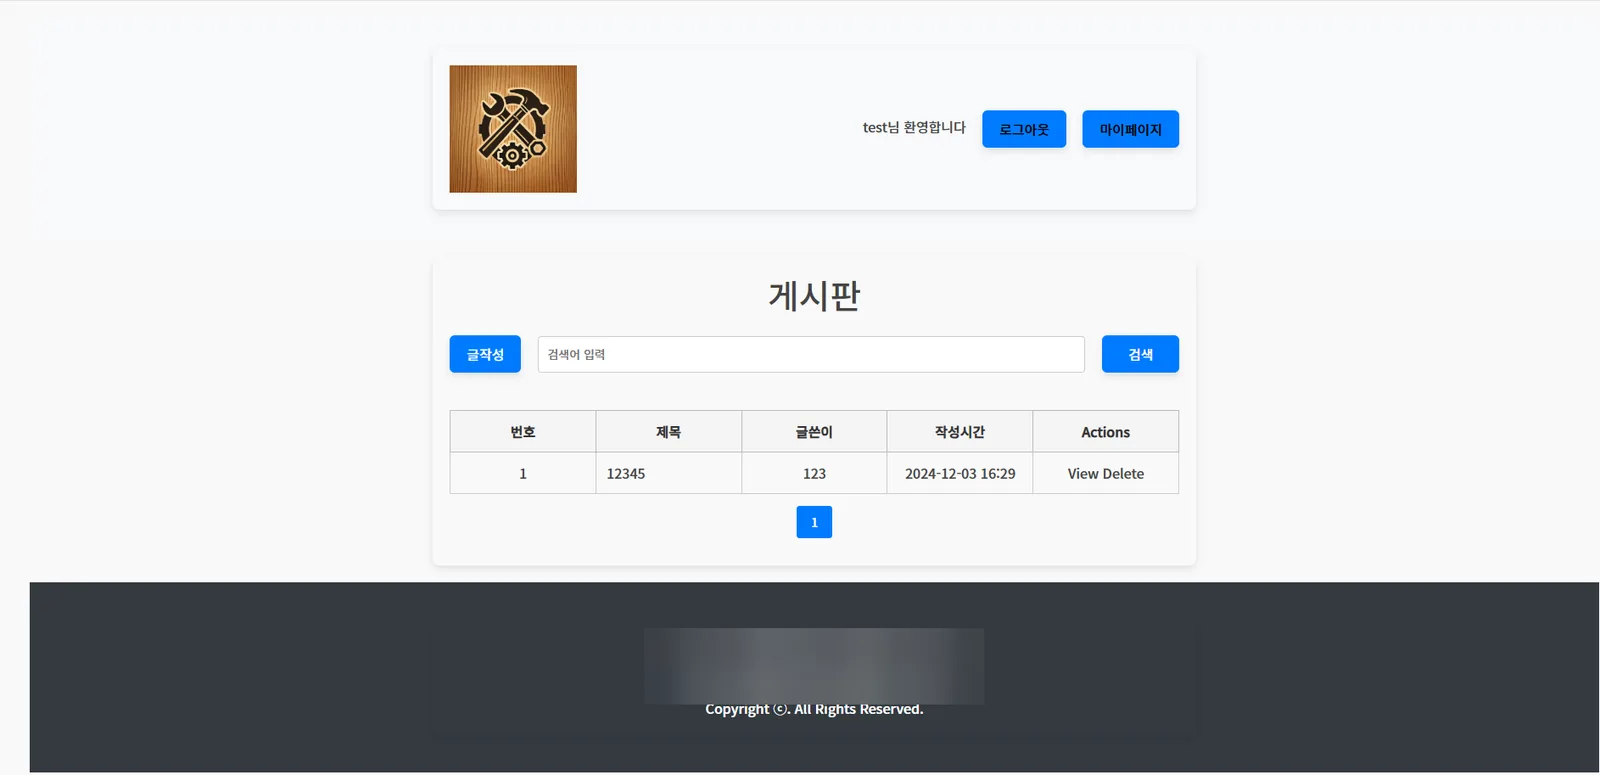 test님 환영합니다 로그아웃 마이페이지
게시판
글작성 검색어 입력 검색
번호 제목 글쓴이 작성시간 Actions
1 12345 123 2024-12-03 16:29 View Delete
1
Copyright ⓒ. All Rights Reserved.